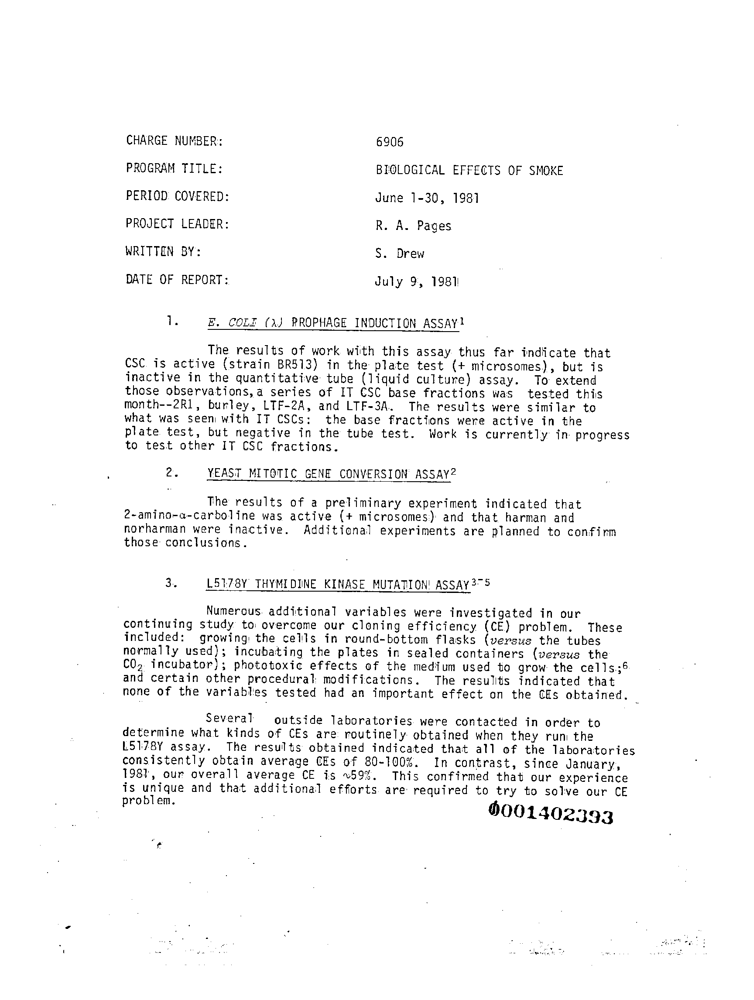 CHARGE NUMBER: 6906
PROGRAM TITLE: BIOLOGICAL EFFECTS OF SMOKE
PERIOD COVERED: June 1-30, 1981
PROJECT LEADER: R. A. Pages
WRITTEN BY: S. Drew
DATE OF REPORT: July 9, 1981
1. E. COLI (λ) PROPHAGE INDUCTION ASSAY¹
The results of work with this assay thus far indicate that
CSC is active (strain BR513) in the plate test (+ microsomes), but is
inactive in the quantitative tube (liquid culture) assay. To extend
those observations, a series of IT CSC base fractions was tested this
month--2R1, burley, LTF-2A, and LTF-3A. The results were similar to
what was seen with IT CSCs: the base fractions were active in the
plate test, but negative in the tube test. Work is currently in progress
to test other IT CSC fractions.
2. YEAST MITOTIC GENE CONVERSION ASSAY²
The results of a preliminary experiment indicated that
2-amino-α-carboline was active (+ microsomes) and that harman and
norharman were inactive. Additional experiments are planned to confirm
those conclusions.
3. L5178Y THYMIDINE KINASE MUTATION ASSAY³⁻⁵
Numerous additional variables were investigated in our
continuing study to overcome our cloning efficiency (CE) problem. These
included: growing the cells in round-bottom flasks (versus the tubes
normally used); incubating the plates in sealed containers (versus the
CO₂ incubator); phototoxic effects of the medium used to grow the cells;⁶
and certain other procedural modifications. The results indicated that
none of the variables tested had an important effect on the CEs obtained.
Several outside laboratories were contacted in order to
determine what kinds of CEs are routinely obtained when they run the
L5178Y assay. The results obtained indicated that all of the laboratories
consistently obtain average CEs of 80-100%. In contrast, since January,
1981, our overall average CE is ~59%. This confirmed that our experience
is unique and that additional efforts are required to try to solve our CE
problem.
0001402393